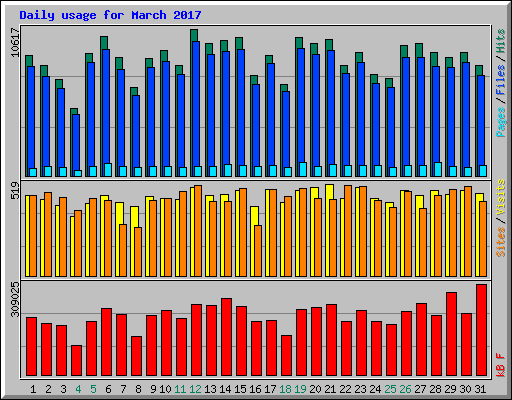 Daily usage for March 2017
10617
Pages / Files / Hits
519
Sites / Visits
309025
kB F
1 2 3 4 5 6 7 8 9 10 11 12 13 14 15 16 17 18 19 20 21 22 23 24 25 26 27 28 29 30 31